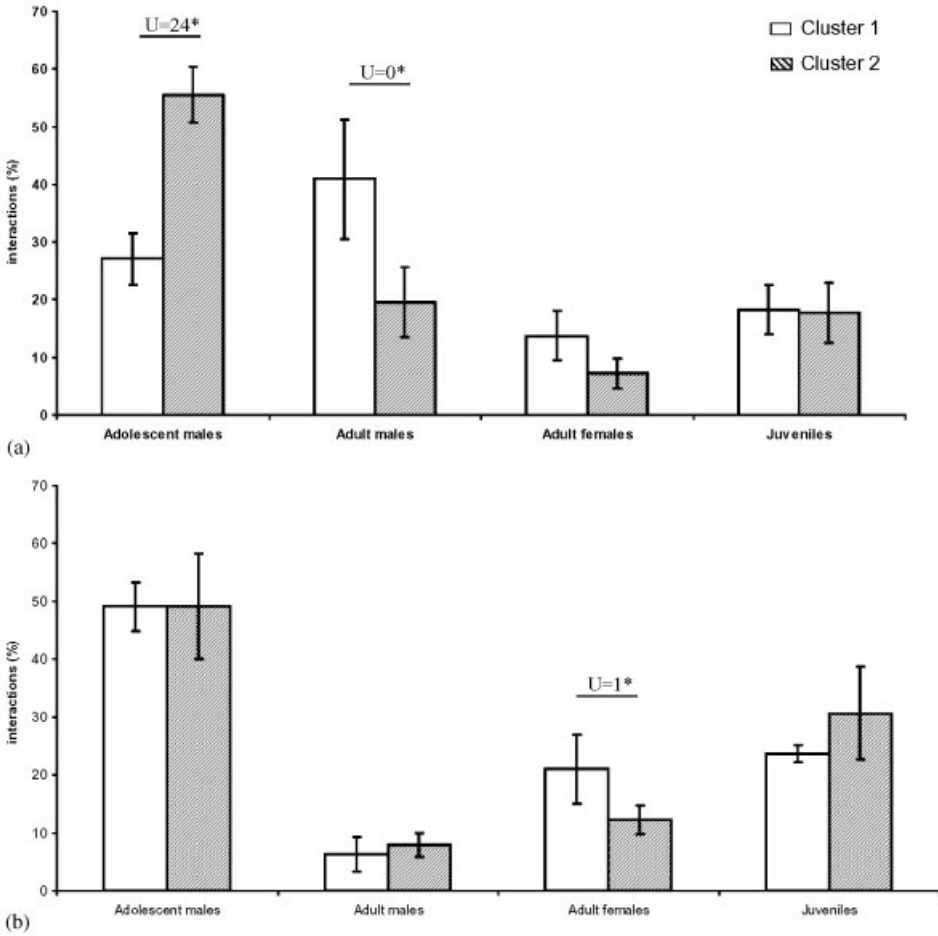 70
60
50
40
30
20
10
0
interactions (%)
U=24*
U=0*
Cluster 1
Cluster 2
Adolescent males
Adult males
Adult females
Juveniles
(a)
70
60
50
40
30
20
10
0
interactions (%)
U=1*
Adolescent males
Adult males
Adult females
Juveniles
(b)